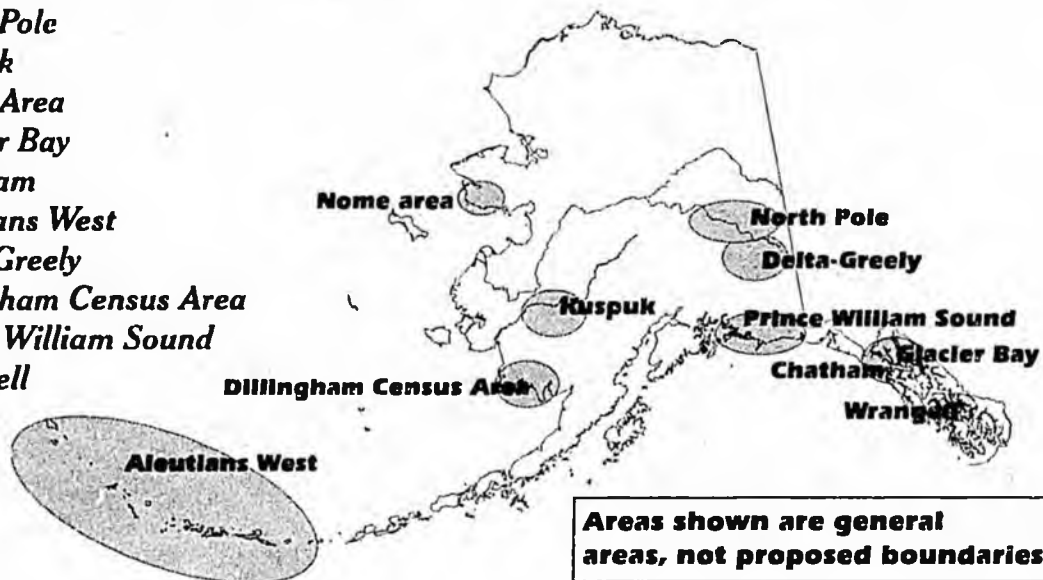 Pole
k
Area
r Bay
am
ans West
Greely
ham Census Area
William Sound
ell
Nome area
North Pole
Delta-Greely
Kuspuk
Prince William Sound
Glacier Bay
Chatham
Dillingham Census Area
Wrangell
Aleutians West
Areas shown are general
areas, not proposed boundaries